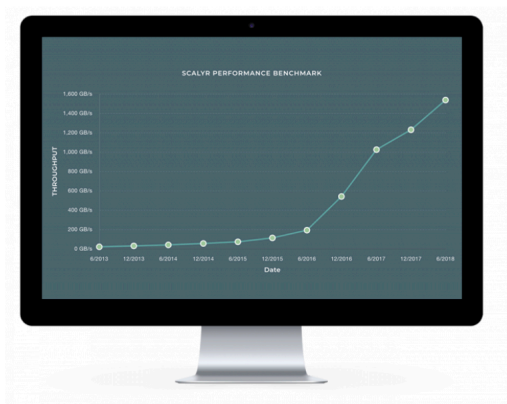 SCALYR PERFORMANCE BENCHMARK
1,600 GB/s
1,400 GB/s
1,200 GB/s
1,000 GB/s
800 GB/s
600 GB/s
400 GB/s
200 GB/s
0 GB/s
THROUGHPUT
6/2013 12/2013 6/2014 12/2014 6/2015 12/2015 6/2016 12/2016 6/2017 12/2017 6/2018
Date